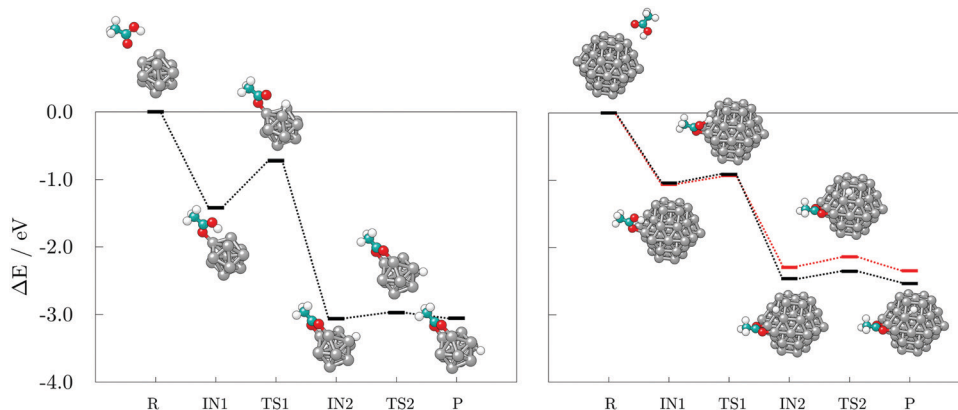 0.0
-1.0
-2.0
-3.0
-4.0
ΔE / eV
R IN1 TS1 IN2 TS2 P
R IN1 TS1 IN2 TS2 P